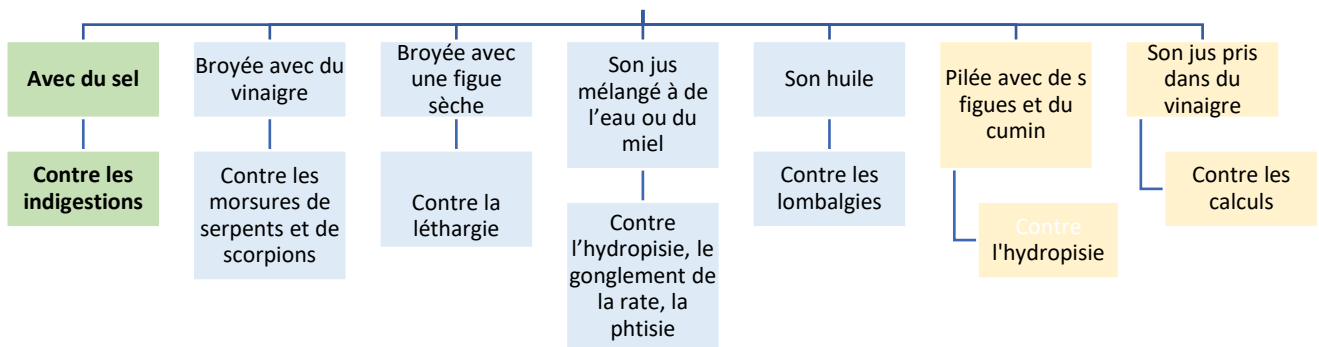 Avec du sel
Broyée avec du
vinaigre
Broyée avec
une figue
sèche
Son jus
mélangé à de
l'eau ou du
miel
Son huile
Pilée avec de s
figues et du
cumin
Son jus pris
dans du
vinaigre
Contre les
indigestions
Contre les
morsures de
serpents et de
scorpions
Contre la
léthargie
Contre
l'hydropisie, le
gonglement de
la rate, la
phtisie
Contre les
lombalgies
Contre
l'hydropisie
Contre les
calculs